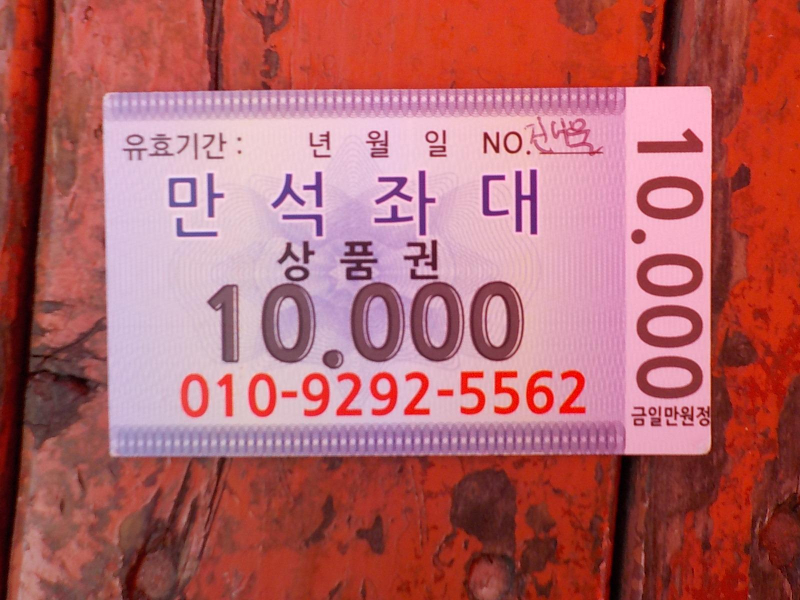 유효기간 : 년 월 일 NO.
만석좌대
상품권
10.000
010-9292-5562
10.000
금일만원정